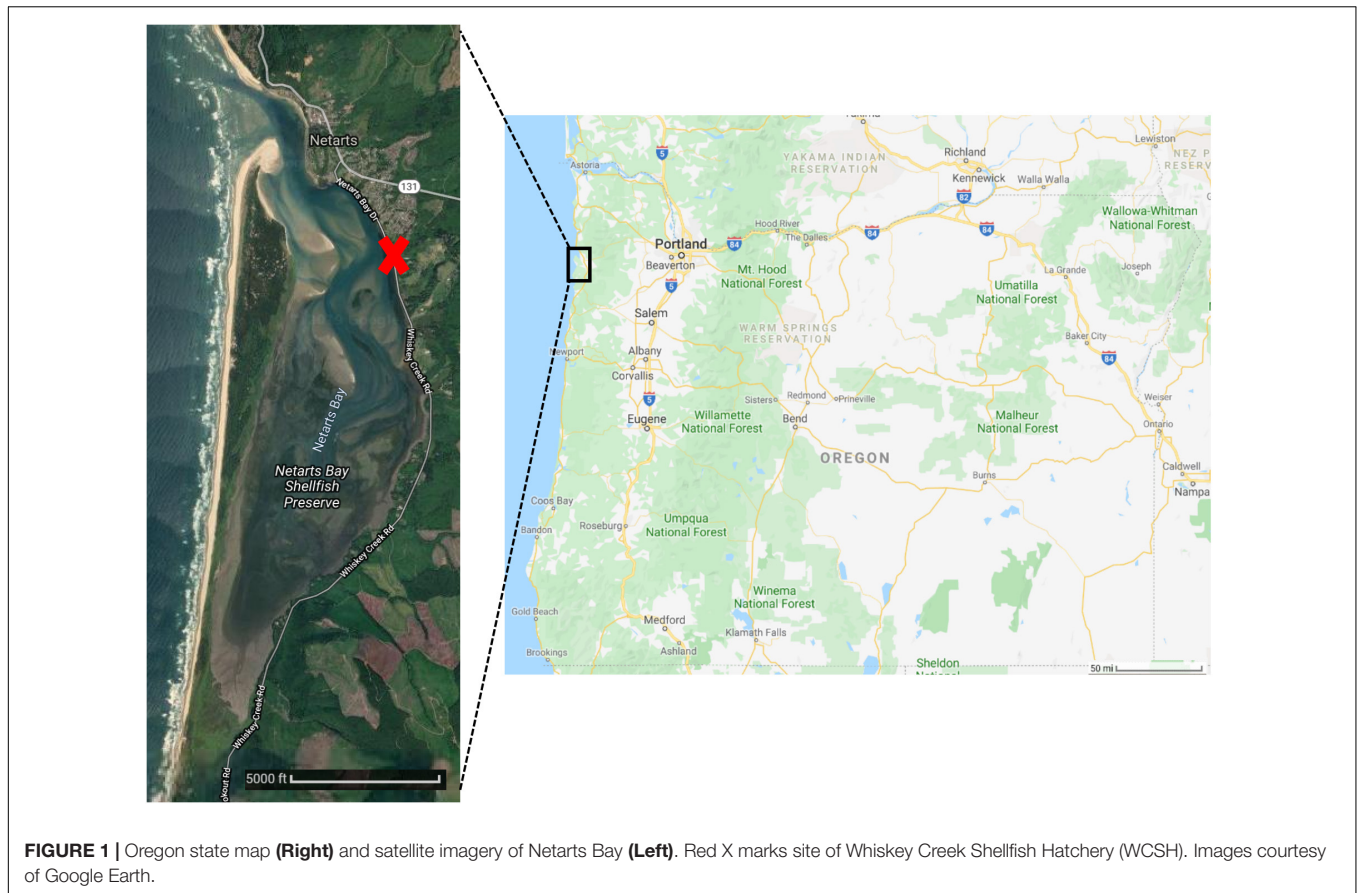 Netarts
131
Netarts Bay Dr
Whiskey Creek Rd
Netarts Bay
Netarts Bay
Shellfish
Preserve
Whiskey Creek Rd
Whiskey Creek Rd
okout Rd
5000 ft
Yakima
Lewiston
Richland
NEZ P
RESERV
YAKAMA INDIAN
RESERVATION
5
Astoria
Kennewick
Walla Walla
82
Wallowa-Whitman
National Forest
Hood River
84
Portland
84
The Dalles
84
Beaverton
Mt. Hood
National Forest
La Grande
Joseph
5
Umatilla
National Forest
Salem
WARM SPRINGS
RESERVATION
Baker City
Newport
Albany
84
Corvallis
Sisters
Redmond
Prineville
Weiser
5
Eugene
Willamette
National Forest
Bend
Malheur
National Forest
Ontario
OREGON
Caldwell
Burns
Nampa
Coos Bay
Roseburg
Umpqua
National Forest
Bandon
Winema
National Forest
Gold Beach
Medford
Klamath Falls
Brookings
Ashland
Sheldon
50 mi
FIGURE 1 | Oregon state map (Right) and satellite imagery of Netarts Bay (Left). Red X marks site of Whiskey Creek Shellfish Hatchery (WCSH). Images courtesy
of Google Earth.